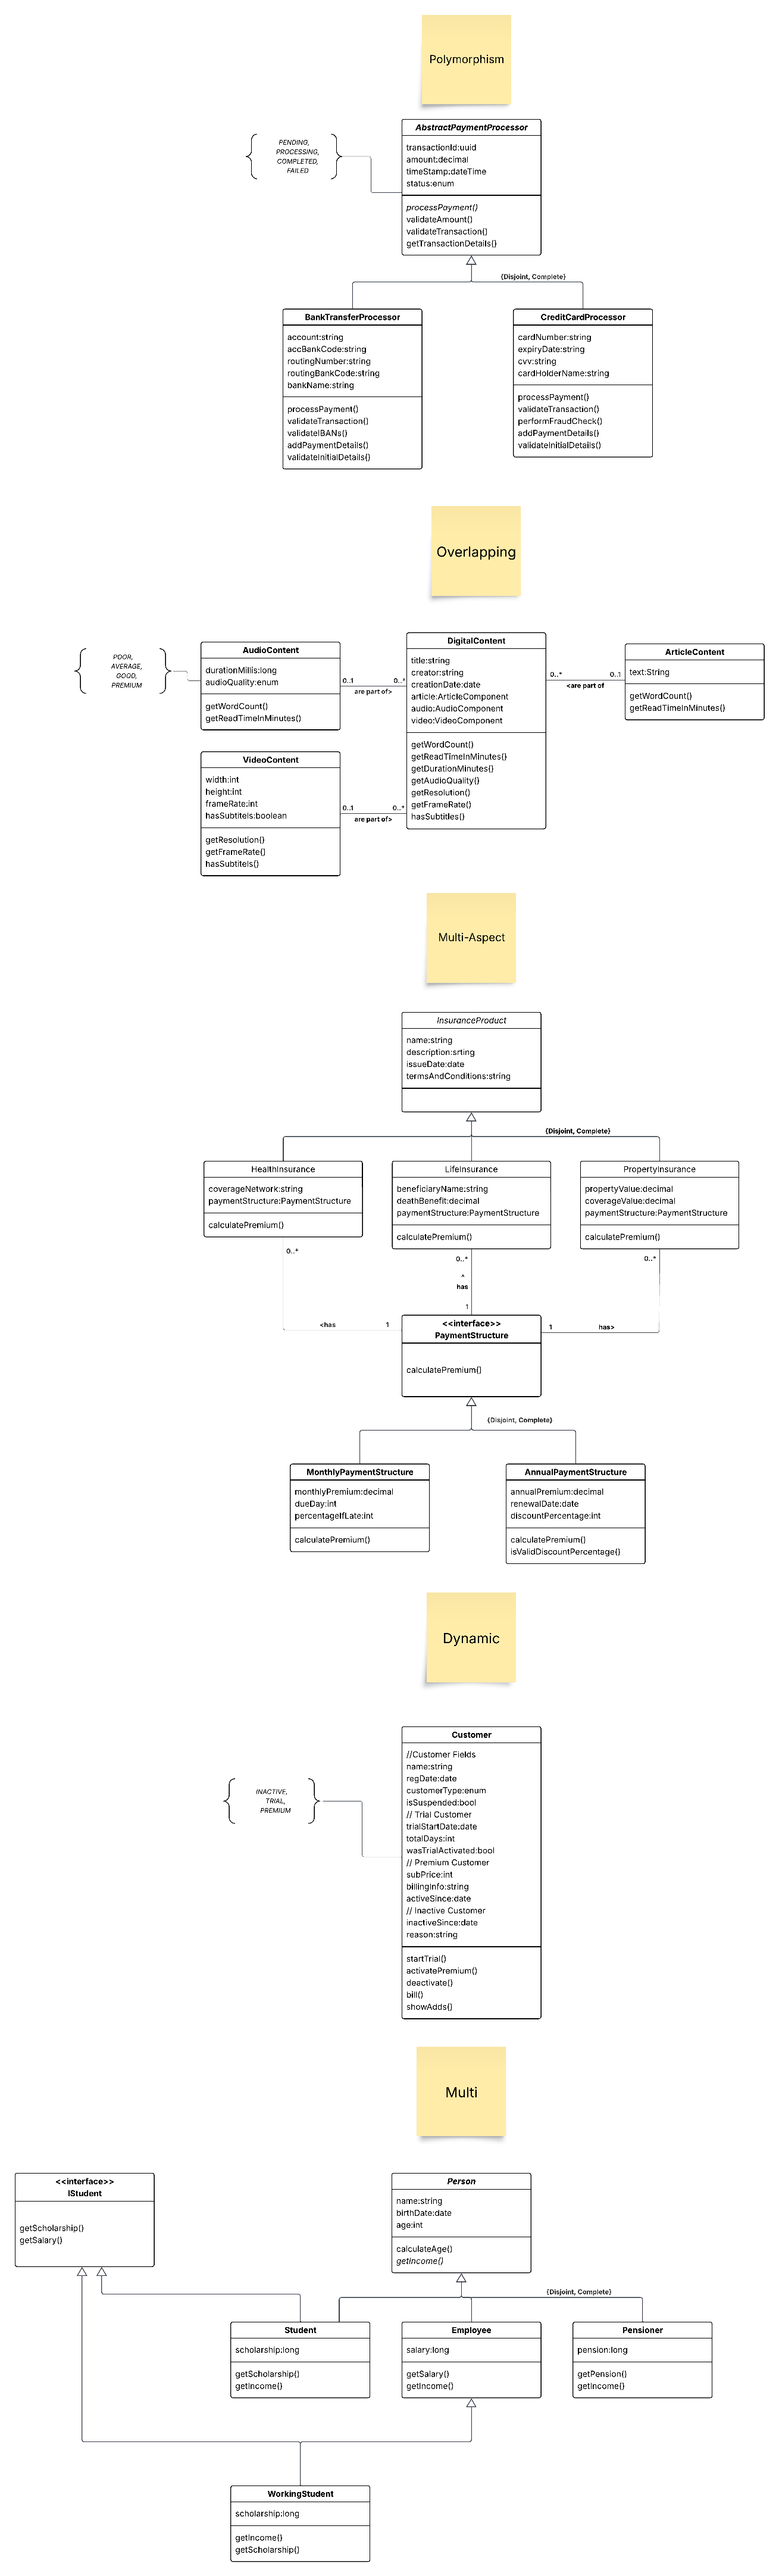 Polymorphism
AbstractPaymentProcessor
PENDING,
PROCESSING,
COMPLETED,
FAILED
transactionId:uuid
amount:decimal
timeStamp:dateTime
status:enum
processPayment()
validateAmount()
validateTransaction()
getTransactionDetails()
{Disjoint, Complete}
BankTransferProcessor
account:string
accBankCode:string
routingNumber:string
routingBankCode:string
bankName:string
processPayment()
validateTransaction()
validateIBANs()
addPaymentDetails()
validateInitialDetails()
CreditCardProcessor
cardNumber:string
expiryDate:string
cvv:string
cardHolderName:string
processPayment()
validateTransaction()
performFraudCheck()
addPaymentDetails()
validateInitialDetails()
Overlapping
POOR,
AVERAGE,
GOOD,
PREMIUM
AudioContent
durationMillis:long
audioQuality:enum
getWordCount()
getReadTimeInMinutes()
0..1
0..*
are part of>
DigitalContent
title:string
creator:string
creationDate:date
article:ArticleComponent
audio:AudioComponent
video:VideoComponent
getWordCount()
getReadTimeInMinutes()
getDurationMinutes()
getAudioQuality()
getResolution()
getFrameRate()
hasSubtitles()
0..*
0..1
<are part of
ArticleContent
text:String
getWordCount()
getReadTimeInMinutes()
VideoContent
width:int
height:int
frameRate:int
hasSubtitels:boolean
getResolution()
getFrameRate()
hasSubtitels()
0..1
0..*
are part of>
Multi-Aspect
InsuranceProduct
name:string
description:srting
issueDate:date
termsAndConditions:string
{Disjoint, Complete}
HealthInsurance
coverageNetwork:string
paymentStructure:PaymentStructure
calculatePremium()
LifeInsurance
beneficiaryName:string
deathBenefit:decimal
paymentStructure:PaymentStructure
calculatePremium()
PropertyInsurance
propertyValue:decimal
coverageValue:decimal
paymentStructure:PaymentStructure
calculatePremium()
0..*
0..*
0..*
^
has
1
<has
1
1
has>
<<interface>>
PaymentStructure
calculatePremium()
{Disjoint, Complete}
MonthlyPaymentStructure
monthlyPremium:decimal
dueDay:int
percentageIfLate:int
calculatePremium()
AnnualPaymentStructure
annualPremium:decimal
renewalDate:date
discountPercentage:int
calculatePremium()
isValidDiscountPercentage()
Dynamic
INACTIVE,
TRIAL,
PREMIUM
Customer
//Customer Fields
name:string
regDate:date
customerType:enum
isSuspended:bool
// Trial Customer
trialStartDate:date
totalDays:int
wasTrialActivated:bool
// Premium Customer
subPrice:int
billingInfo:string
activeSince:date
// Inactive Customer
inactiveSince:date
reason:string
startTrial()
activatePremium()
deactivate()
bill()
showAdds()
Multi
<<interface>>
IStudent
getScholarship()
getSalary()
Person
name:string
birthDate:date
age:int
calculateAge()
getIncome()
{Disjoint, Complete}
Student
scholarship:long
getScholarship()
getIncome()
Employee
salary:long
getSalary()
getIncome()
Pensioner
pension:long
getPension()
getIncome()
WorkingStudent
scholarship:long
getIncome()
getScholarship()